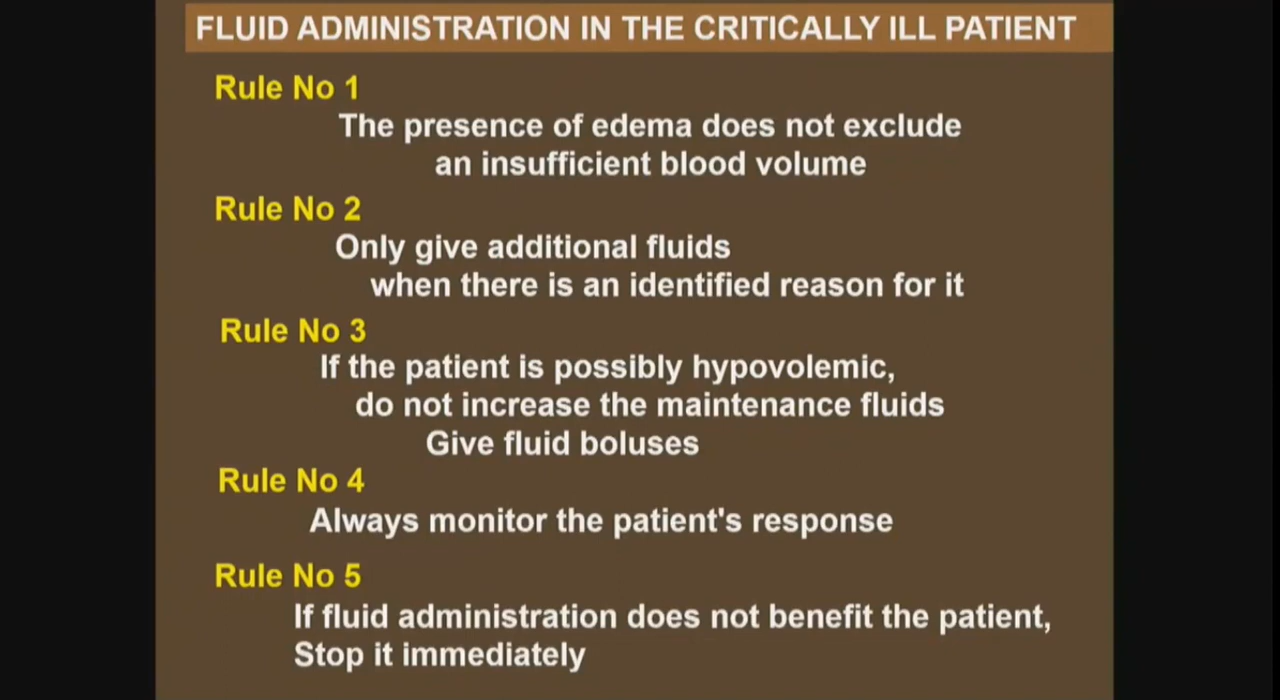 FLUID ADMINISTRATION IN THE CRITICALLY ILL PATIENT
Rule No 1
The presence of edema does not exclude
an insufficient blood volume
Rule No 2
Only give additional fluids
when there is an identified reason for it
Rule No 3
If the patient is possibly hypovolemic,
do not increase the maintenance fluids
Give fluid boluses
Rule No 4
Always monitor the patient's response
Rule No 5
If fluid administration does not benefit the patient,
Stop it immediately